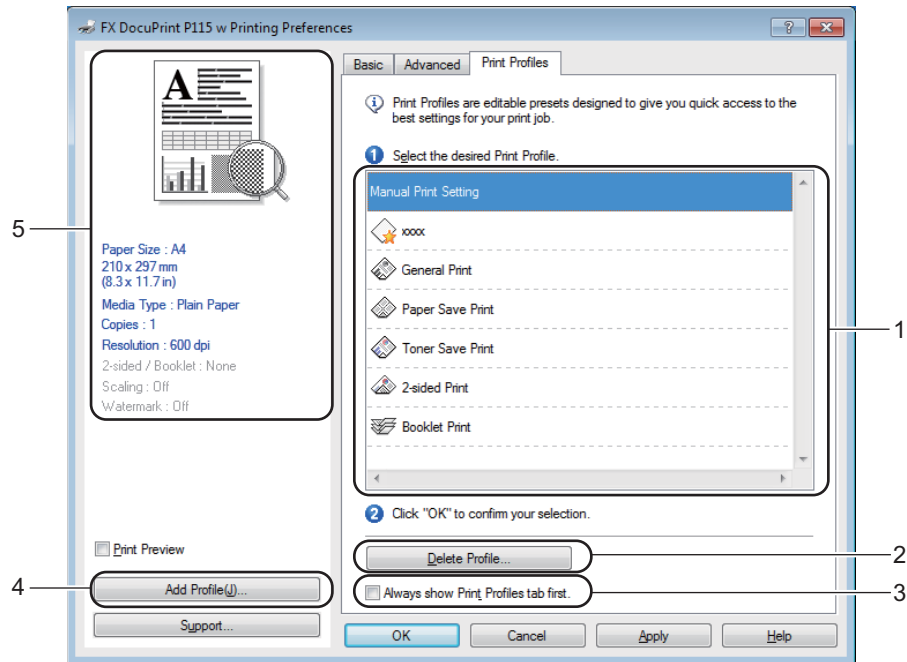 FX DocuPrint P115 w Printing Preferences
Basic
Advanced
Print Profiles
A
Print Profiles are editable presets designed to give you quick access to the
best settings for your print job.
1 Select the desired Print Profile.
Manual Print Setting
xxxx
General Print
Paper Save Print
Toner Save Print
2-sided Print
Booklet Print
1
5
Paper Size : A4
210 x 297 mm
(8.3 x 11.7 in)
Media Type : Plain Paper
Copies : 1
Resolution : 600 dpi
2-sided / Booklet : None
Scaling : Off
Watermark : Off
2 Click "OK" to confirm your selection.
Print Preview
Delete Profile...
2
4
Add Profile(J)...
Always show Print Profiles tab first.
3
Support...
OK
Cancel
Apply
Help